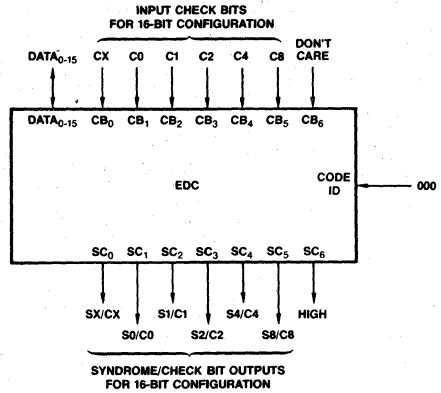 INPUT CHECK BITS
FOR 16-BIT CONFIGURATION
DATA0-15 CX C0 C1 C2 C4 C8 DON'T CARE
DATA0-15 CB0 CB1 CB2 CB3 CB4 CB5 CB6
EDC
CODE ID
000
SC0 SC1 SC2 SC3 SC4 SC5 SC6
SX/CX S1/C1 S4/C4 HIGH
S0/C0 S2/C2 S8/C8
SYNDROME/CHECK BIT OUTPUTS
FOR 16-BIT CONFIGURATION